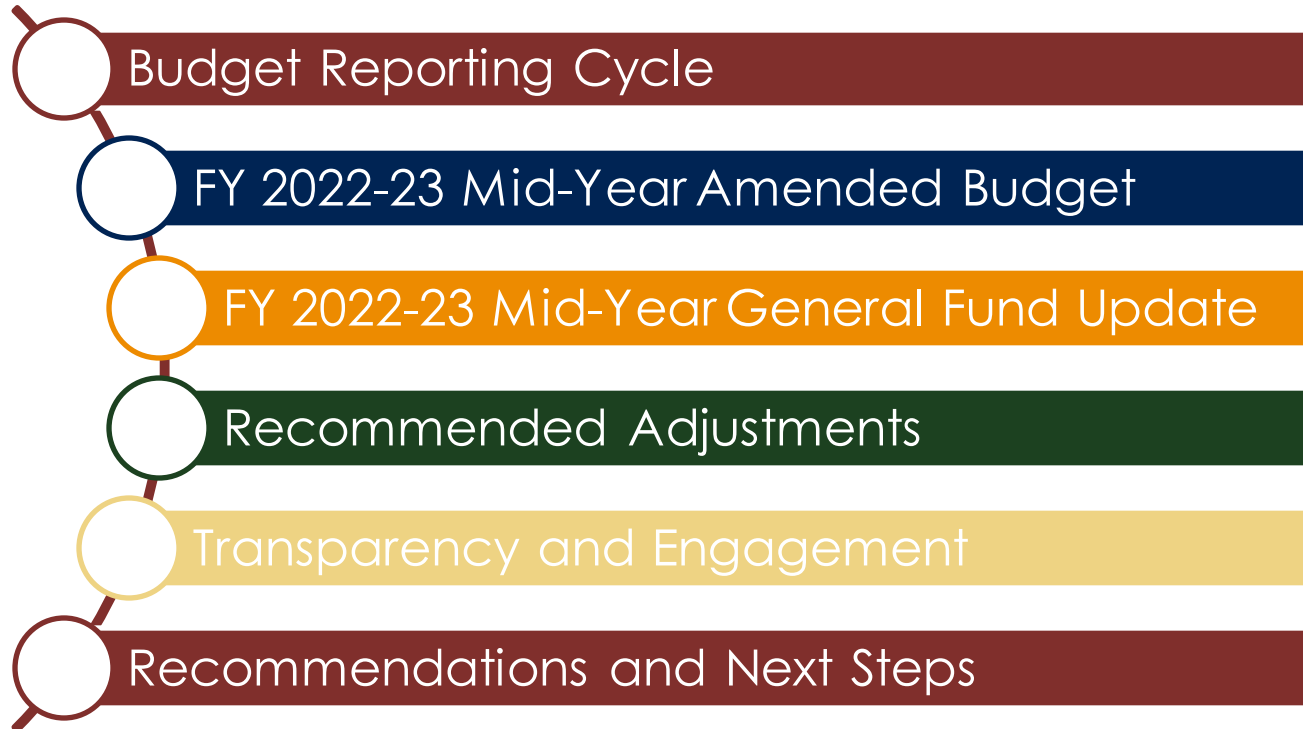 Budget Reporting Cycle
FY 2022-23 Mid-Year Amended Budget
FY 2022-23 Mid-Year General Fund Update
Recommended Adjustments
Transparency and Engagement
Recommendations and Next Steps